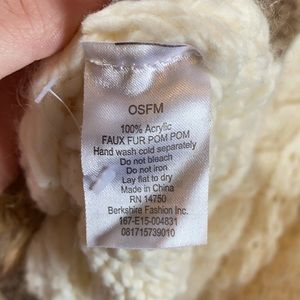 OSFM
100% Acrylic
FAUX FUR POM POM
Hand wash cold separately
Do not bleach
Do not iron
Lay flat to dry
Made in China
RN 14750
Berkshire Fashion Inc.
167-E15-004831
081715739010